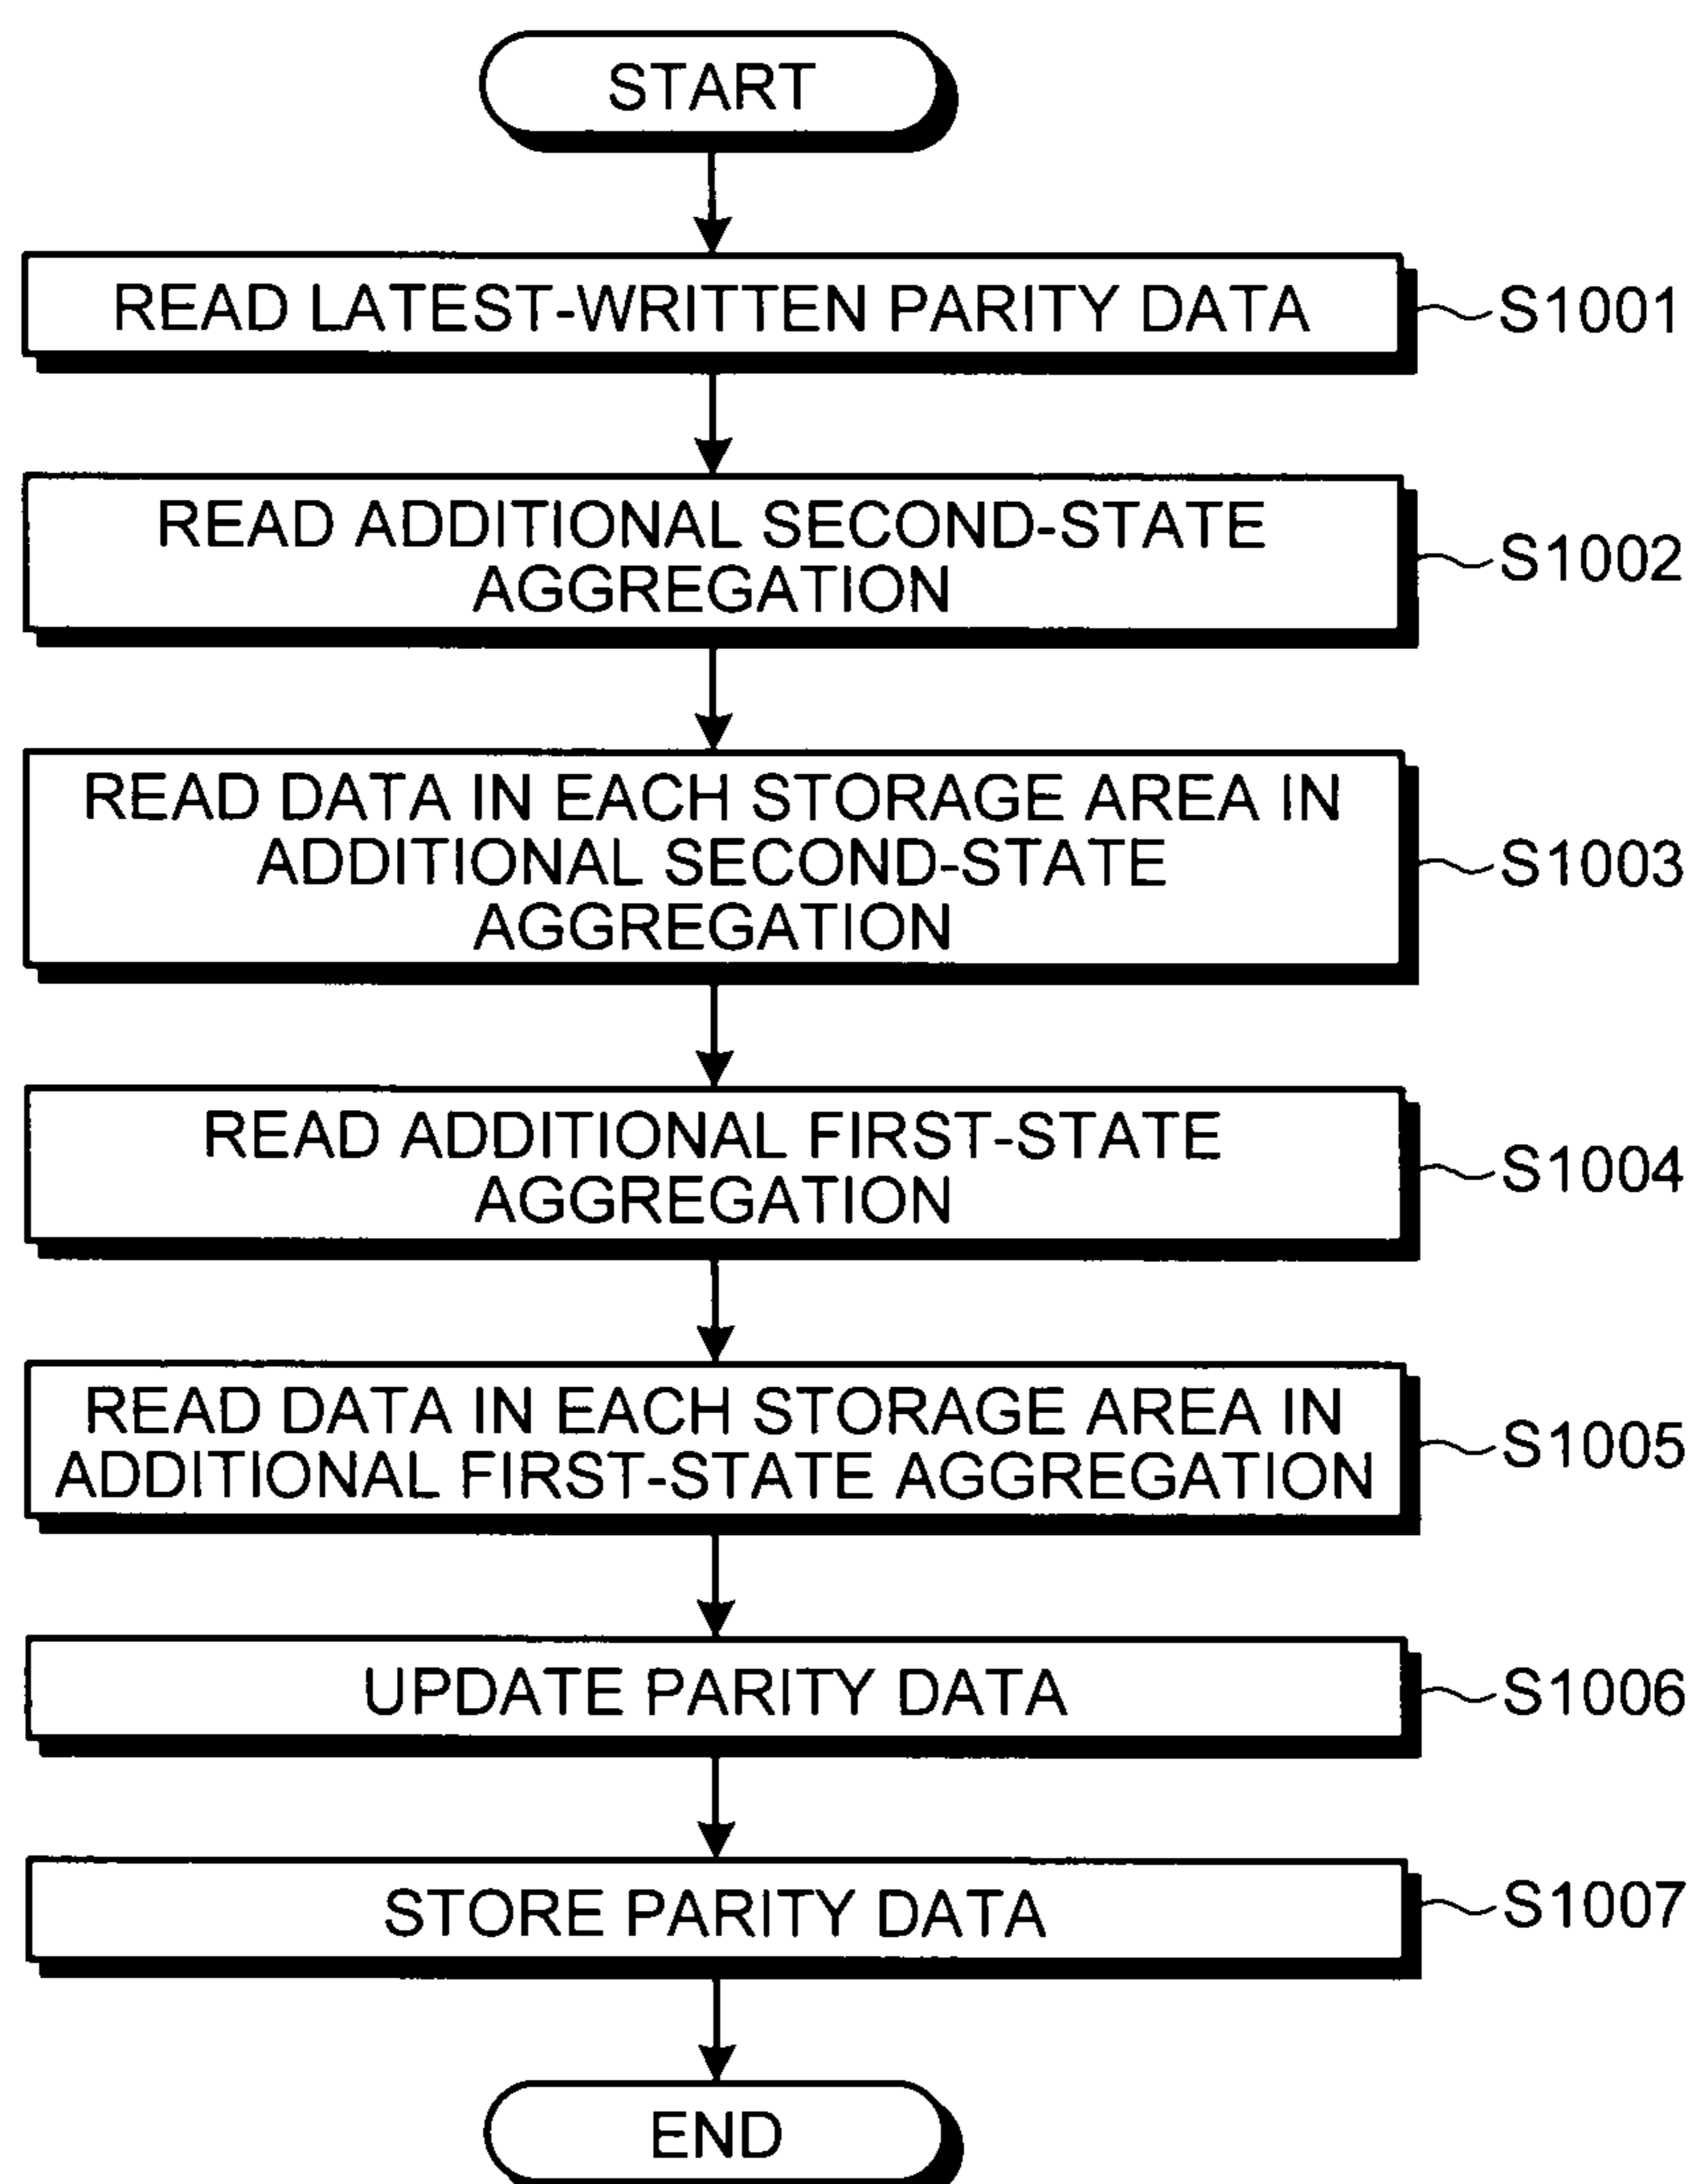 START
READ LATEST-WRITTEN PARITY DATA
S1001
READ ADDITIONAL SECOND-STATE
AGGREGATION
S1002
READ DATA IN EACH STORAGE AREA IN
ADDITIONAL SECOND-STATE
AGGREGATION
S1003
READ ADDITIONAL FIRST-STATE
AGGREGATION
S1004
READ DATA IN EACH STORAGE AREA IN
ADDITIONAL FIRST-STATE AGGREGATION
S1005
UPDATE PARITY DATA
S1006
STORE PARITY DATA
S1007
END